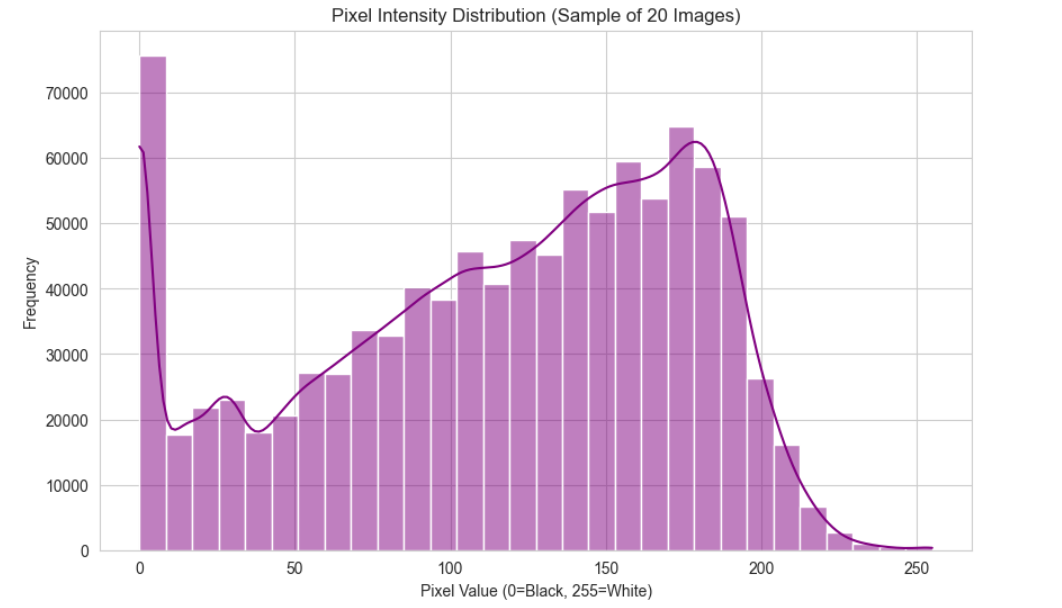 Pixel Intensity Distribution (Sample of 20 Images)
70000
60000
50000
40000
30000
20000
10000
0
Frequency
0 50 100 150 200 250
Pixel Value (0=Black, 255=White)